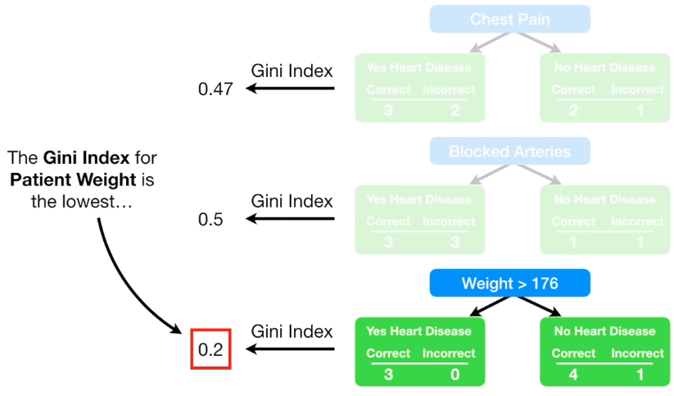 Chest Pain
Gini Index
0.47
Yes Heart Disease
Correct Incorrect
3 2
No Heart Disease
Correct Incorrect
2 1
The Gini Index for
Patient Weight is
the lowest…
Blocked Arteries
Gini Index
0.5
Yes Heart Disease
Correct Incorrect
3 3
No Heart Disease
Correct Incorrect
1 1
Weight > 176
Gini Index
0.2
Yes Heart Disease
Correct Incorrect
3 0
No Heart Disease
Correct Incorrect
4 1